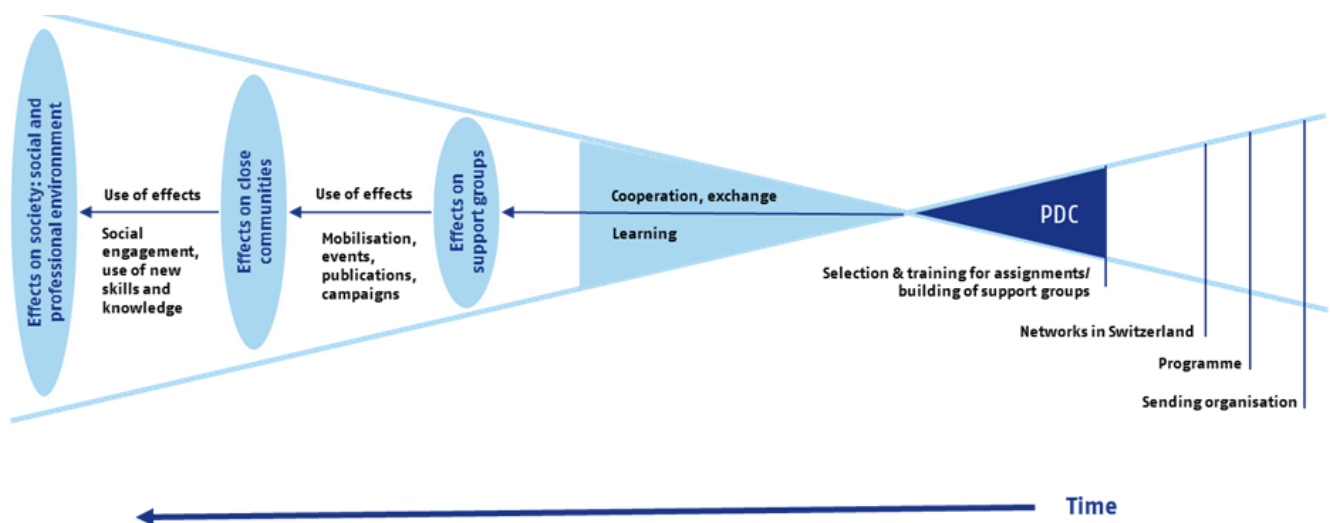 Effects on society: social and
professional environnment
Use of effects
Social
engagement,
use of new
skills and
knowledge
Effects on close
communities
Use of effects
Mobilisation,
events,
publications,
campaigns
Effects on
support groups
Cooperation, exchange
Learning
PDC
Selection & training for assignments/
building of support groups
Networks in Switzerland
Programme
Sending organisation
Time